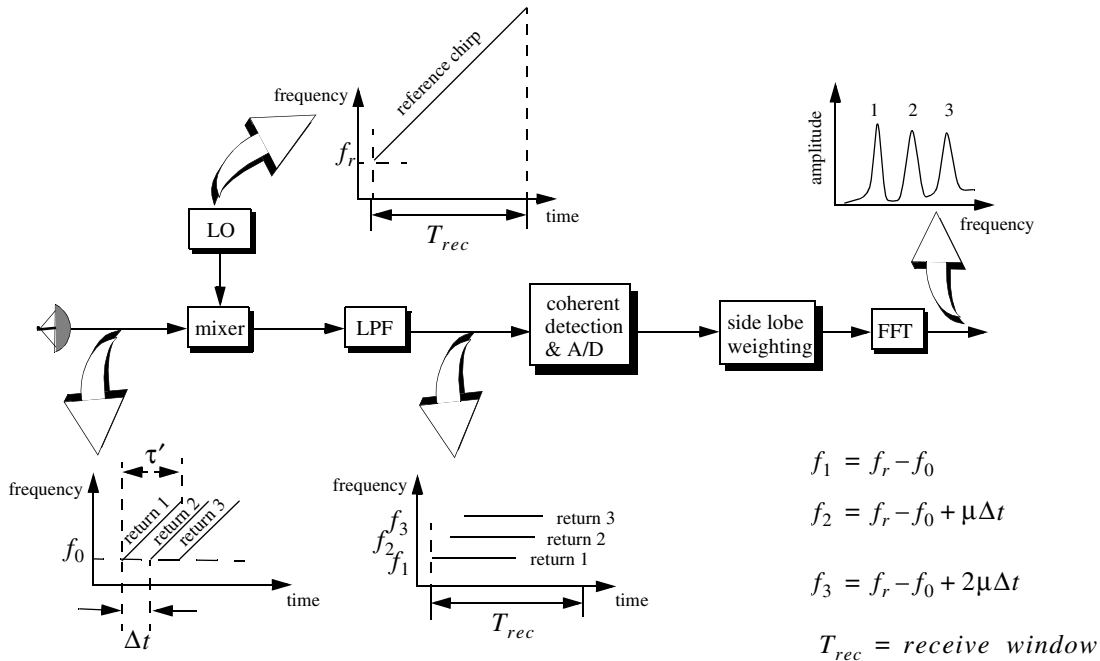 frequency
reference chirp
f_r
time
T_rec
LO
mixer
LPF
coherent
detection
& A/D
side lobe
weighting
FFT
amplitude
1 2 3
frequency
τ′
frequency
return 1
return 2
return 3
f_0
time
Δt
frequency
f_3
f_2
f_1
return 3
return 2
return 1
time
T_rec
f_1 = f_r – f_0
f_2 = f_r – f_0 + μΔt
f_3 = f_r – f_0 + 2μΔt
T_rec = receive window